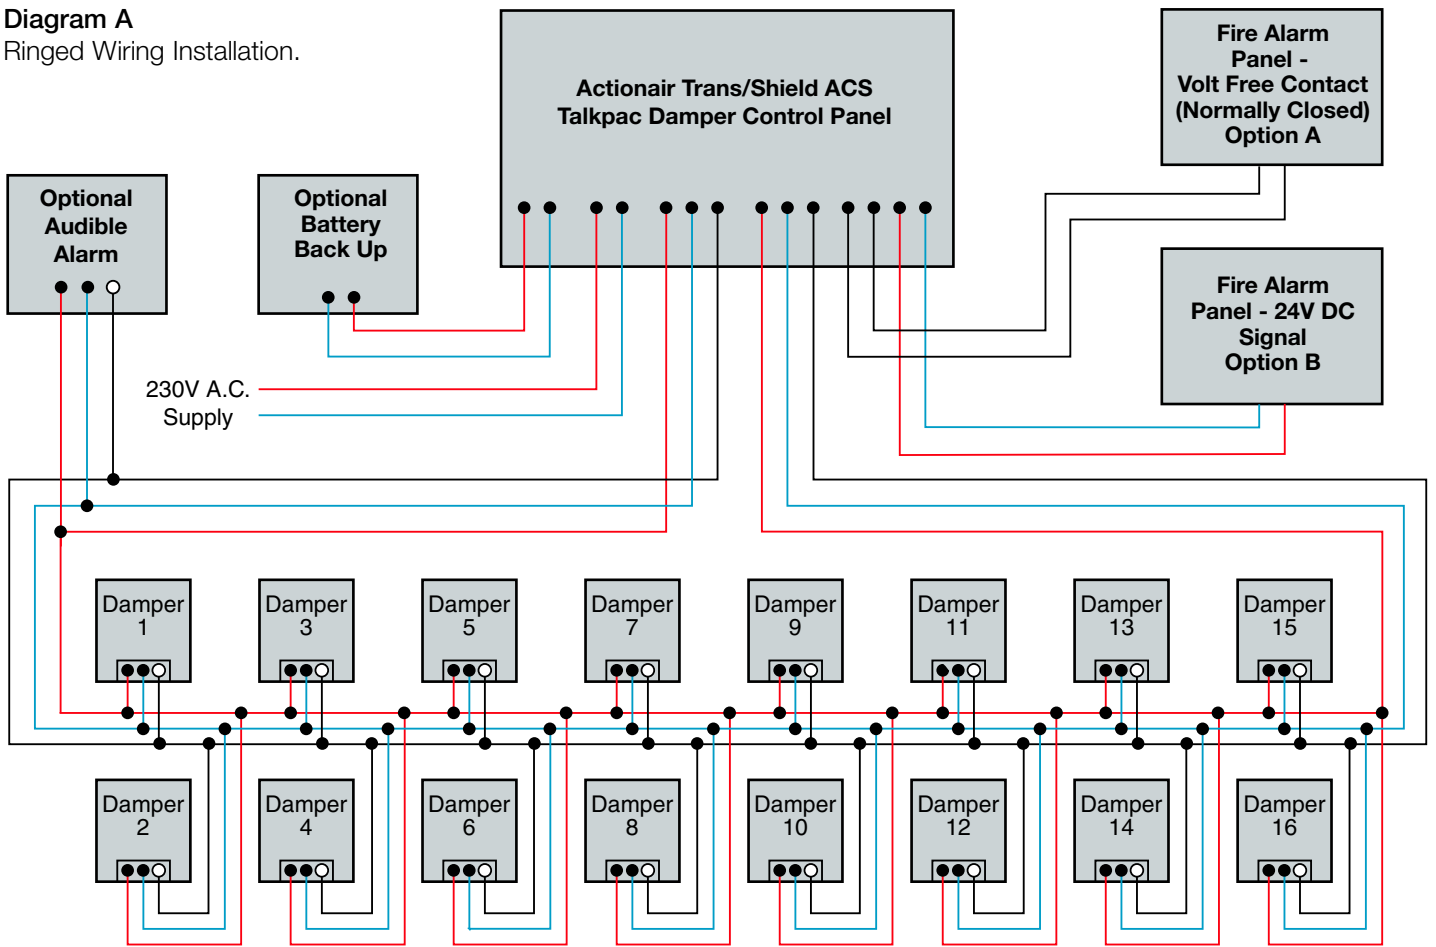 Diagram A
Ringed Wiring Installation.
Actionair Trans/Shield ACS
Talkpac Damper Control Panel
Fire Alarm
Panel -
Volt Free Contact
(Normally Closed)
Option A
Optional
Audible
Alarm
Optional
Battery
Back Up
Fire Alarm
Panel - 24V DC
Signal
Option B
230V A.C.
Supply
Damper
1
Damper
3
Damper
5
Damper
7
Damper
9
Damper
11
Damper
13
Damper
15
Damper
2
Damper
4
Damper
6
Damper
8
Damper
10
Damper
12
Damper
14
Damper
16